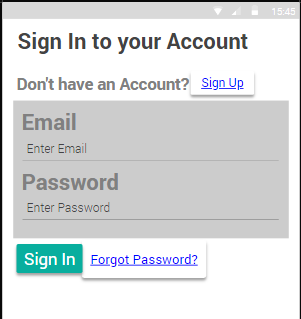 15:45
Sign In to your Account
Don't have an Account? Sign Up
Email
Enter Email
Password
Enter Password
Sign In Forgot Password?